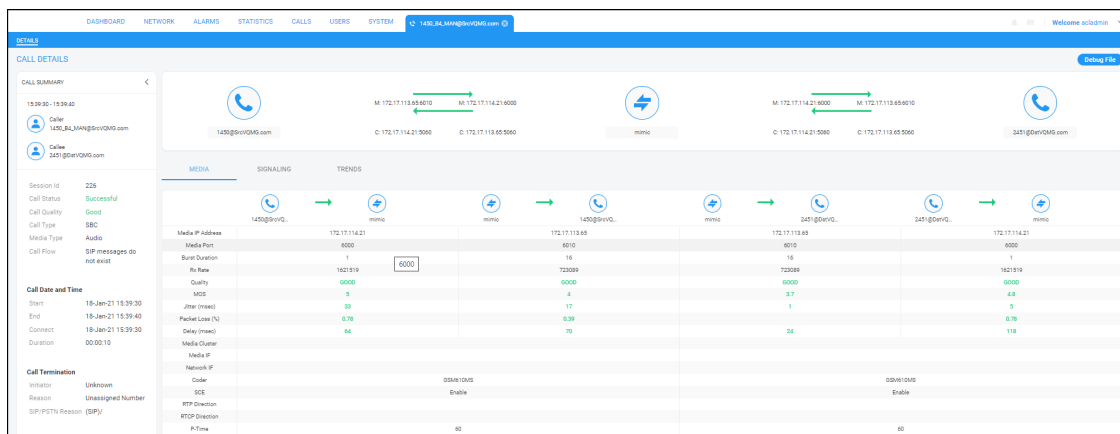 DASHBOARD NETWORK ALARMS STATISTICS CALLS USERS SYSTEM 1450_B4_MAN@SrcVQMG.com
Welcome acladmin
DETAILS
CALL DETAILS
Debug File
CALL SUMMARY
15:39:30 - 15:39:40
Caller
1450_B4_MAN@SrcVQMG.com
Callee
2451@DstVQMG.com
Session Id 226
Call Status Successful
Call Quality Good
Call Type SBC
Media Type Audio
Call Flow SIP messages do
not exist
Call Date and Time
Start 18-Jan-21 15:39:30
End 18-Jan-21 15:39:40
Connect 18-Jan-21 15:39:30
Duration 00:00:10
Call Termination
Initiator Unknown
Reason Unassigned Number
SIP/PSTN Reason (SIP)/
M: 172.17.113.65:6010 M: 172.17.114.21:6000 M: 172.17.114.21:6000 M: 172.17.113.65:6010
1450@SrcVQMG.com C: 172.17.114.21:5060 C: 172.17.113.65:5060 mimic C: 172.17.114.21:5060 C: 172.17.113.65:5060 2451@DstVQMG.com
MEDIA SIGNALING TRENDS
1450@SrcVQ... mimic mimic 1450@SrcVQ... mimic 2451@DstVQ... 2451@DstVQ... mimic
Media IP Address 172.17.114.21 172.17.113.65 172.17.113.65 172.17.114.21
Media Port 6000 6010 6010 6000
Burst Duration 1 16 16 1
6000
Rx Rate 1621519 723089 723089 1621519
Quality GOOD GOOD GOOD GOOD
MOS 5 4 3.7 4.8
Jitter (msec) 33 17 1 5
Packet Loss (%) 0.78 0.39 0.78
Delay (msec) 64 70 24 118
Media Cluster
Media IF
Network IF
Coder GSM610MS GSM610MS
SCE Enable Enable
RTP Direction
RTCP Direction
P-Time 60 60